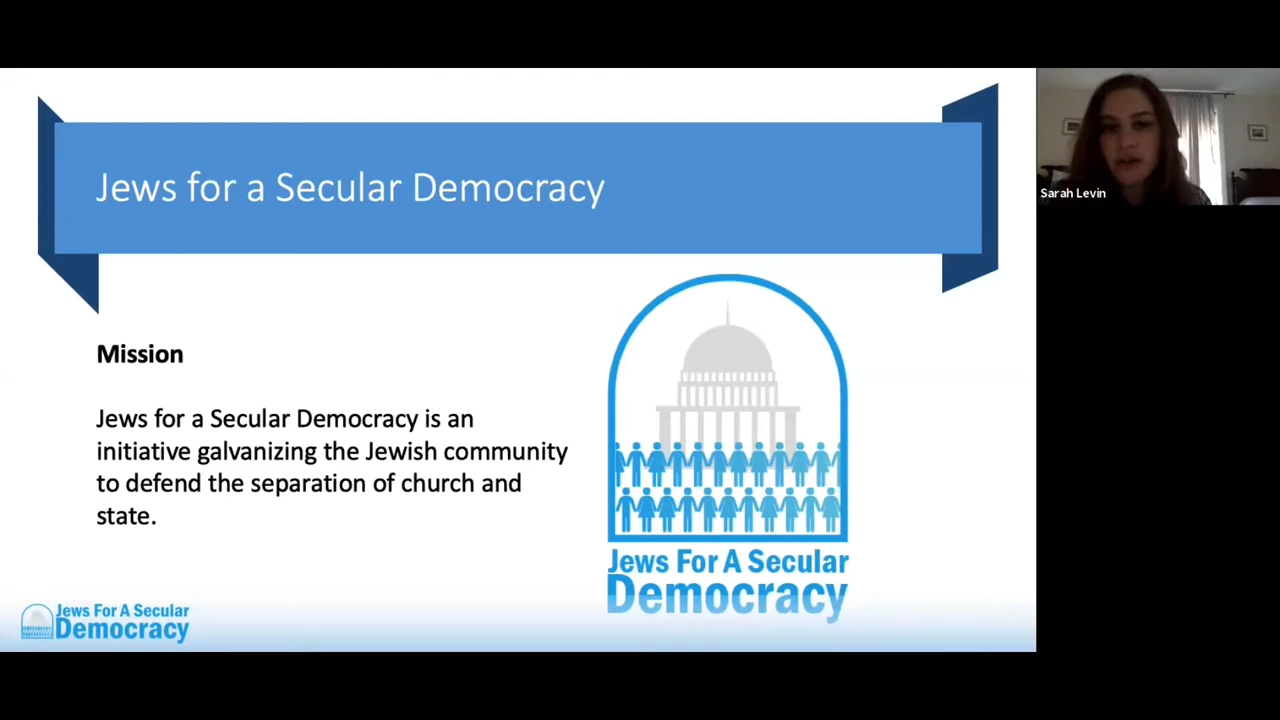 Jews for a Secular Democracy
Sarah Levin
Mission
Jews for a Secular Democracy is an
initiative galvanizing the Jewish community
to defend the separation of church and
state.
Jews For A Secular
Democracy
Jews For A Secular
Democracy